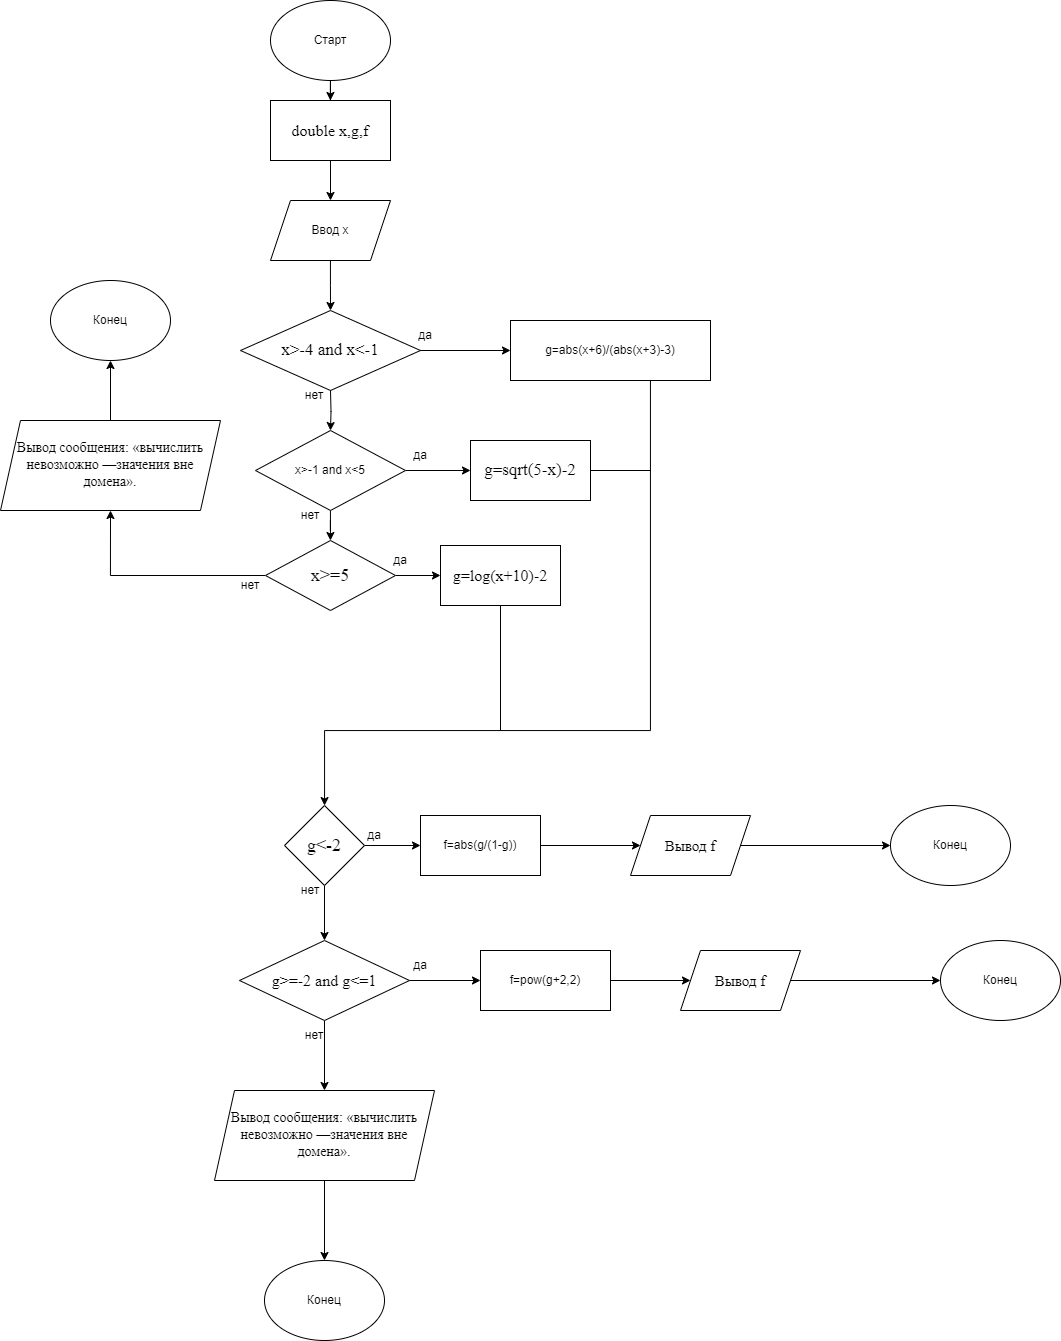 Старт
double x,g,f
Ввод x
Конец
x>-4 and x<-1
да
g=abs(x+6)/(abs(x+3)-3)
нет
Вывод сообщения: «вычислить
невозможно —значения вне
домена».
x>-1 and x<5
да
g=sqrt(5-x)-2
нет
x>=5
да
g=log(x+10)-2
нет
g<-2
да
f=abs(g/(1-g))
Вывод f
Конец
нет
g>=-2 and g<=1
да
f=pow(g+2,2)
Вывод f
Конец
нет
Вывод сообщения: «вычислить
невозможно —значения вне
домена».
Конец